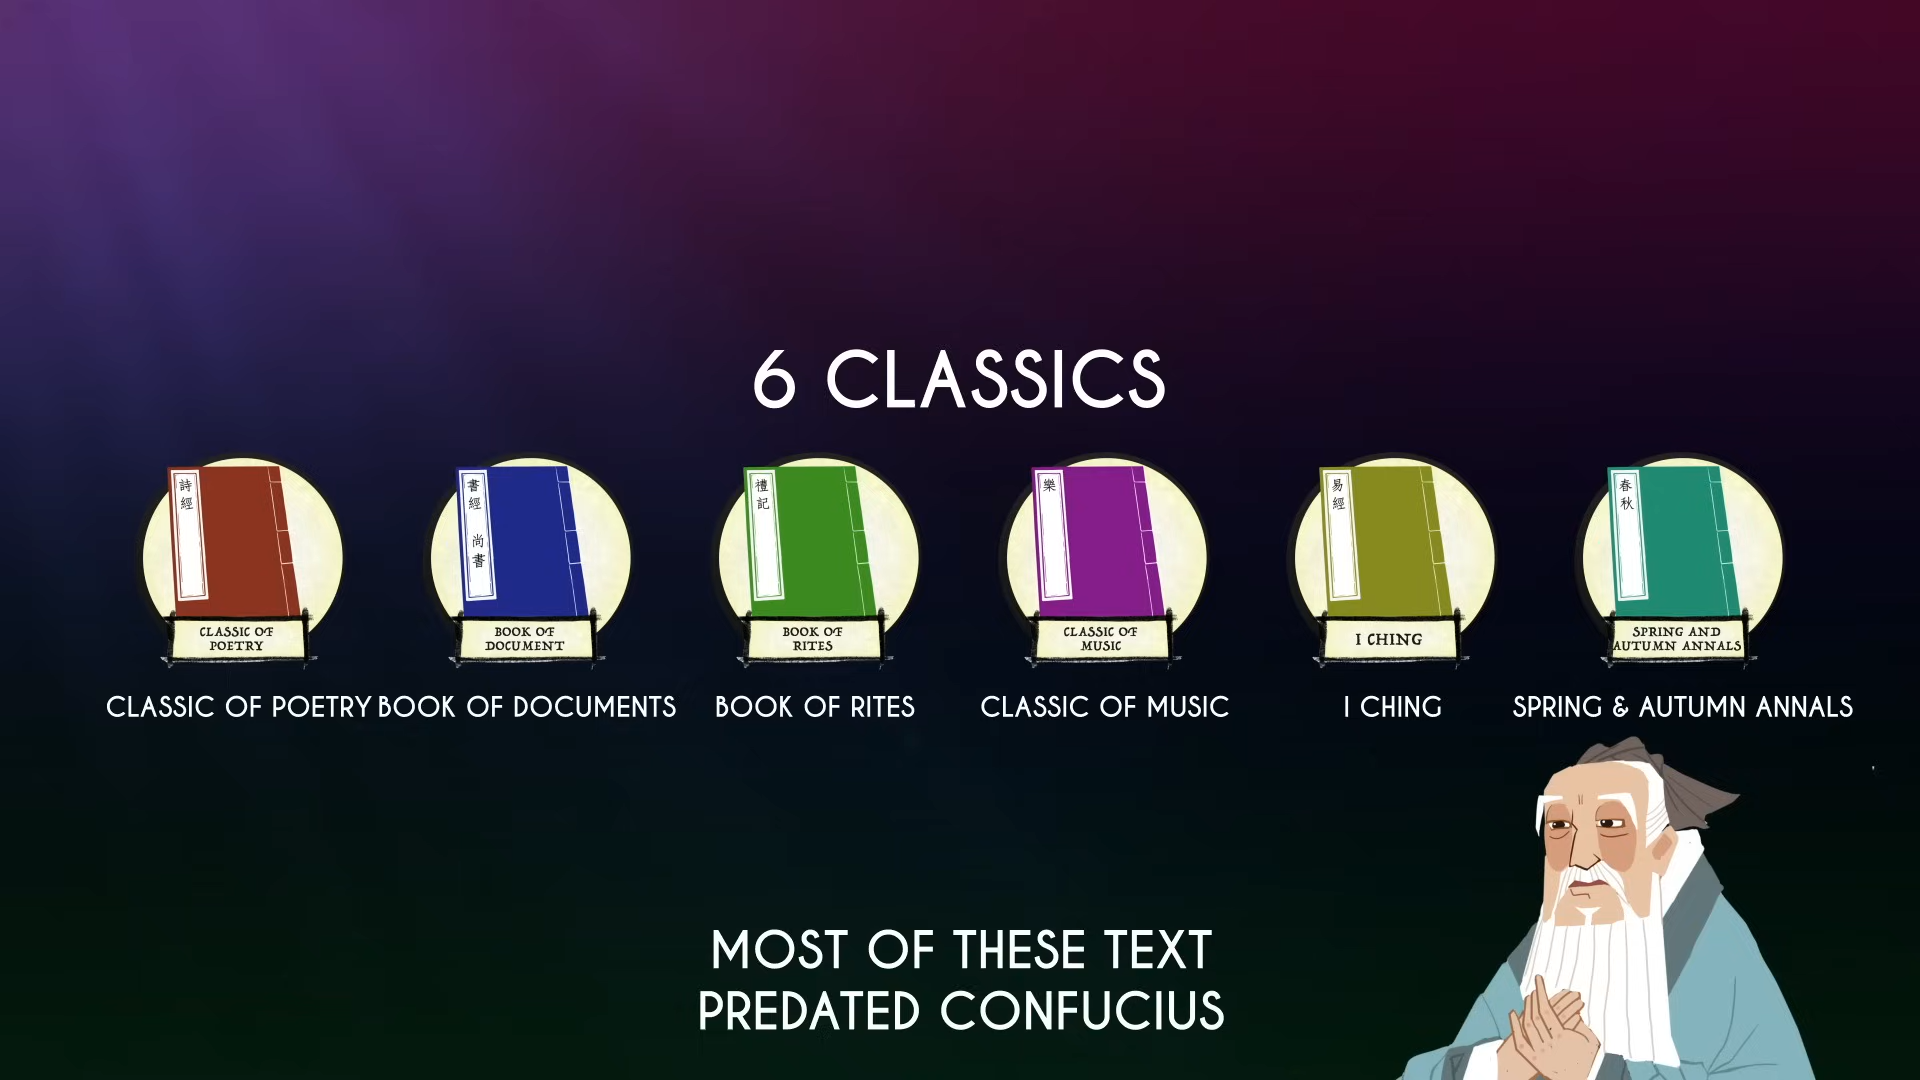 6 CLASSICS
詩經
書經 尚書
禮記
樂
易經
春秋
CLASSIC OF
POETRY
BOOK OF
DOCUMENT
BOOK OF
RITES
CLASSIC OF
MUSIC
I CHING
SPRING AND
AUTUMN ANNALS
CLASSIC OF POETRY
BOOK OF DOCUMENTS
BOOK OF RITES
CLASSIC OF MUSIC
I CHING
SPRING & AUTUMN ANNALS
MOST OF THESE TEXT
PREDATED CONFUCIUS